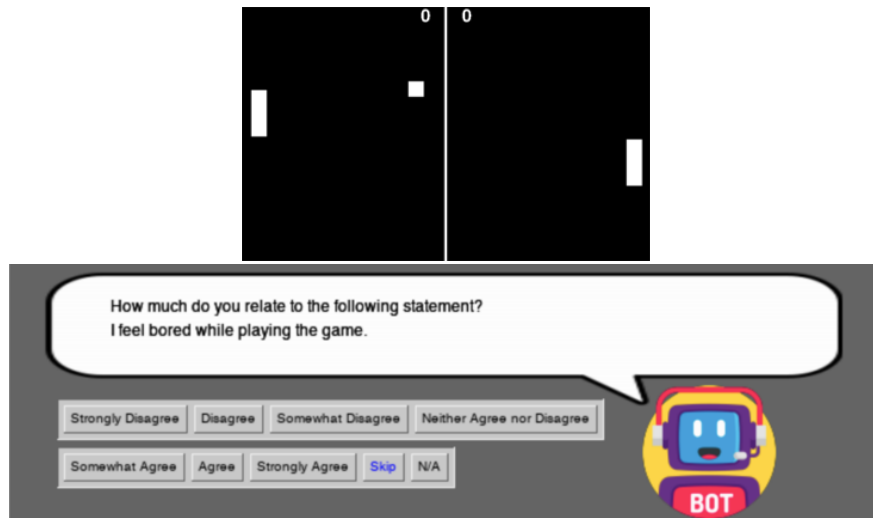 0 0
How much do you relate to the following statement?
I feel bored while playing the game.
Strongly Disagree Disagree Somewhat Disagree Neither Agree nor Disagree
Somewhat Agree Agree Strongly Agree Skip N/A
BOT